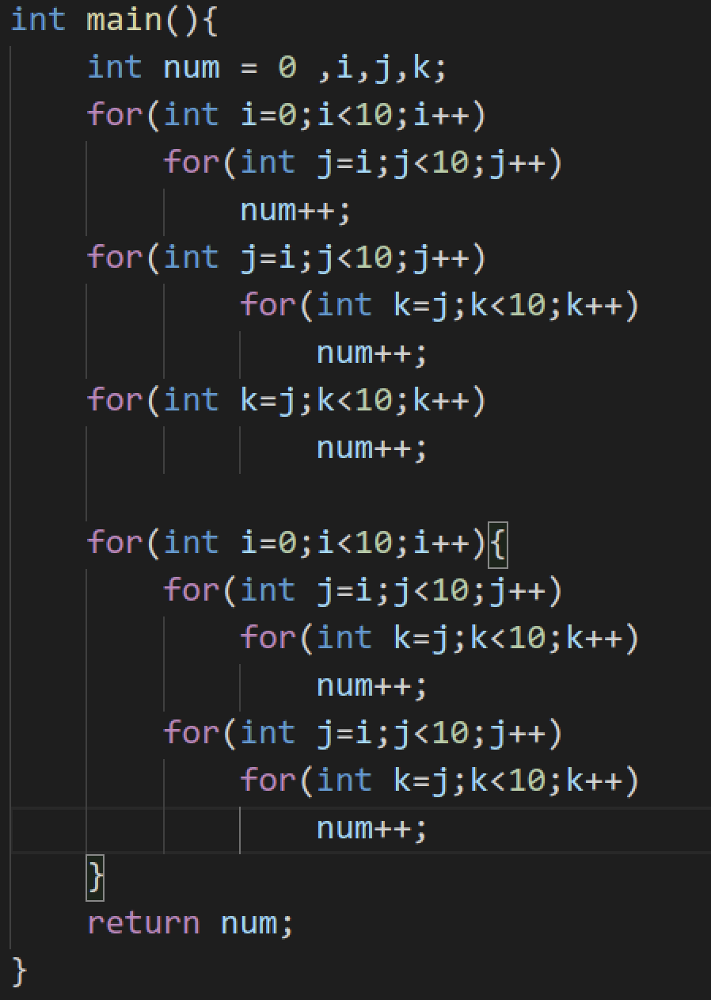 int main(){
    int num = 0 ,i,j,k;
    for(int i=0;i<10;i++)
        for(int j=i;j<10;j++)
            num++;
    for(int j=i;j<10;j++)
            for(int k=j;k<10;k++)
                num++;
    for(int k=j;k<10;k++)
                num++;

    for(int i=0;i<10;i++){
        for(int j=i;j<10;j++)
            for(int k=j;k<10;k++)
                num++;
        for(int j=i;j<10;j++)
            for(int k=j;k<10;k++)
                num++;
    }
    return num;
}